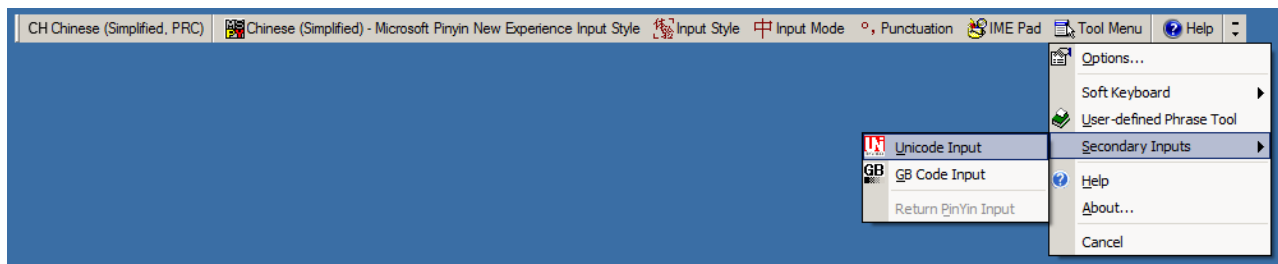 CH Chinese (Simplified, PRC) Chinese (Simplified) - Microsoft Pinyin New Experience Input Style Input Style 中 Input Mode °, Punctuation IME Pad Tool Menu Help
Options...
Soft Keyboard
User-defined Phrase Tool
Secondary Inputs
Help
About...
Cancel
Unicode Input
GB GB Code Input
Return PinYin Input